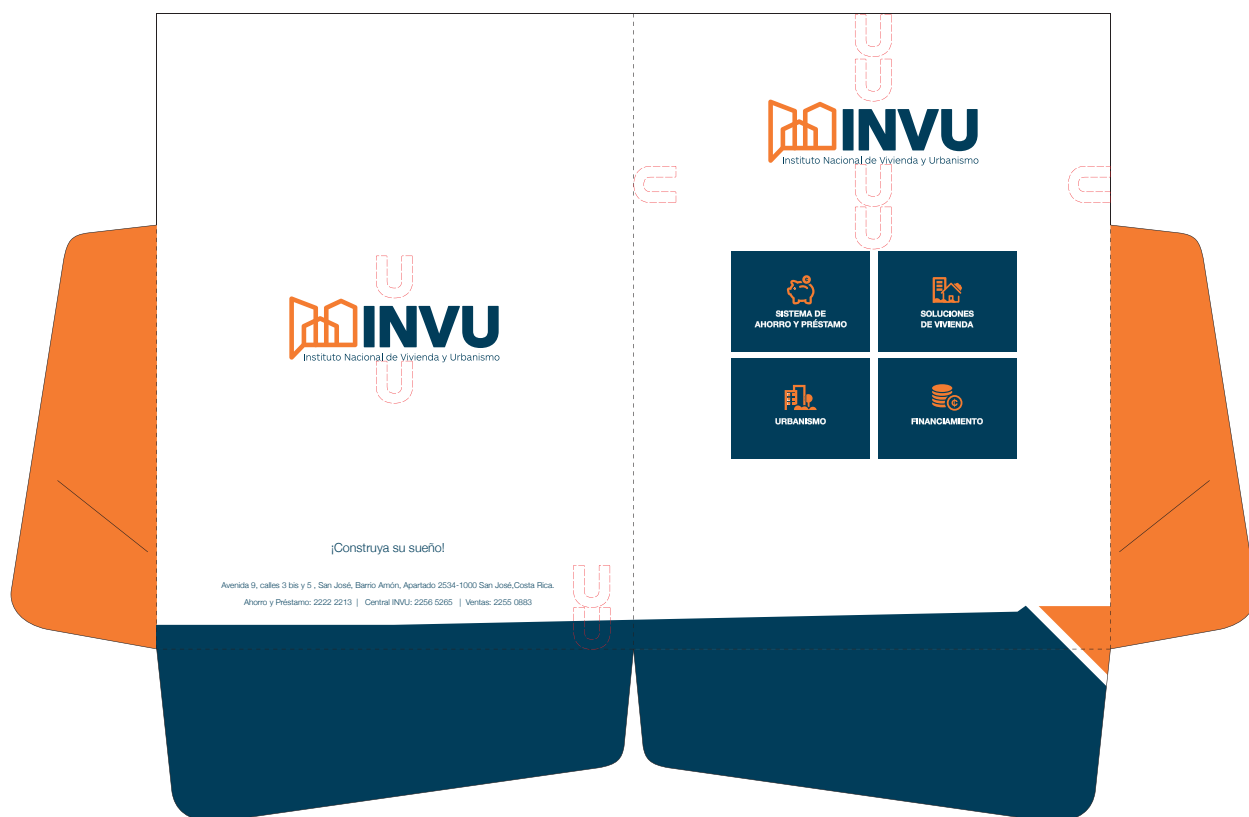 INVU
Instituto Nacional de Vivienda y Urbanismo
¡Construya su sueño!
Avenida 9, calles 3 bis y 5 , San José, Barrio Amón, Apartado 2534-1000 San José,Costa Rica.
Ahorro y Préstamo: 2222 2213 | Central INVU: 2256 5265 | Ventas: 2255 0883
U
U
U
U
U
U
INVU
Instituto Nacional de Vivienda y Urbanismo
U
U
U
U
SISTEMA DE
AHORRO Y PRÉSTAMO
SOLUCIONES
DE VIVIENDA
URBANISMO
¢
FINANCIAMIENTO